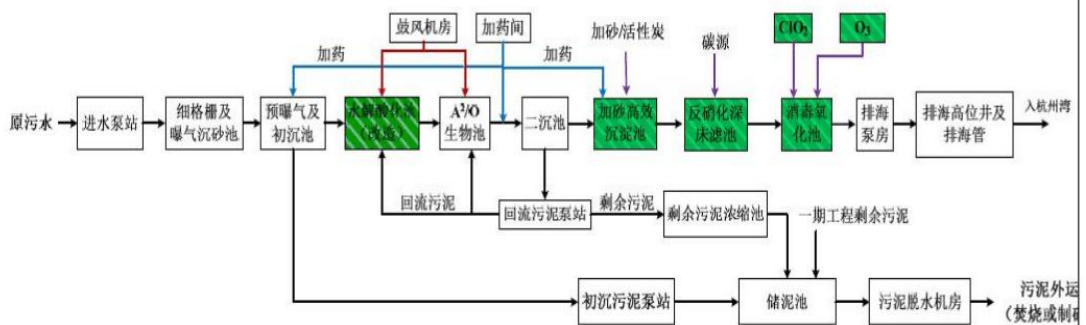 鼓风机房
加药间
加砂/活性炭
碳源
ClO₂
O₃
加药
加药
原污水
进水泵站
细格栅及
曝气沉砂池
预曝气及
初沉池
水解酸化池
(改造)
A²/O
生物池
二沉池
加砂高效
沉淀池
反硝化深
床滤池
消毒氧
化池
排海
泵房
排海高位井及
排海管
入杭州湾
回流污泥
回流污泥泵站
剩余污泥
剩余污泥浓缩池
一期工程剩余污泥
初沉污泥泵站
储泥池
污泥脱水机房
污泥外运
(焚烧或制